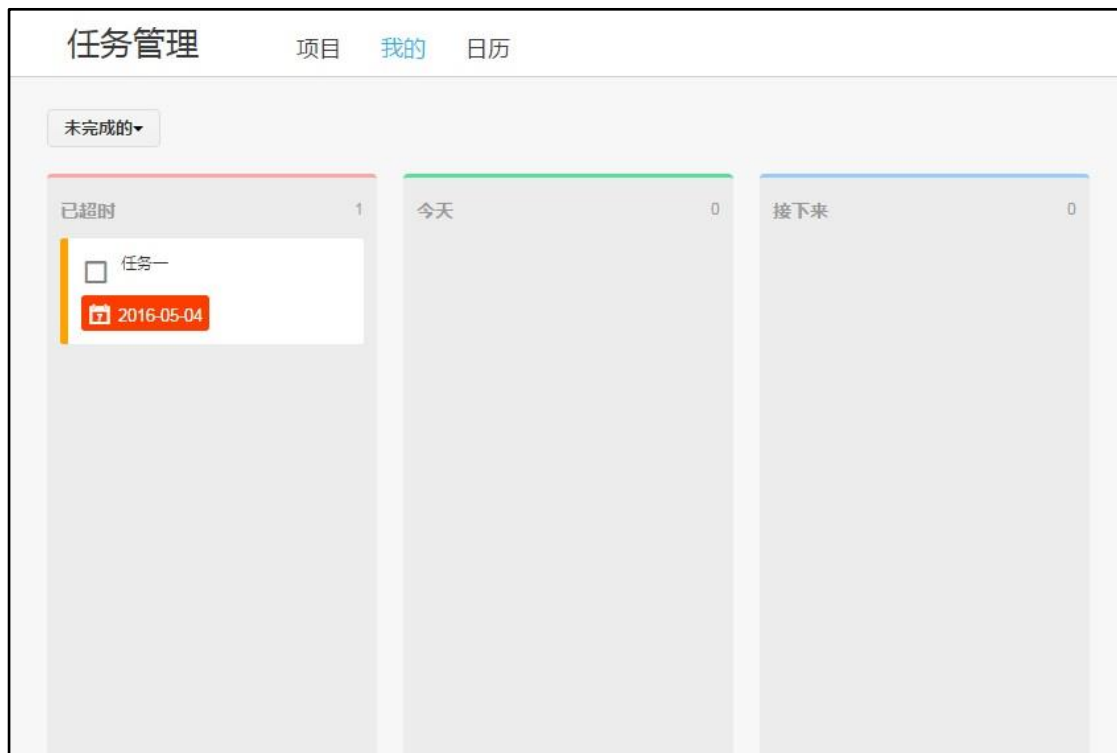 任务管理 项目 我的 日历
未完成的
已超时 1 今天 0 接下来 0
任务一
7 2016-05-04